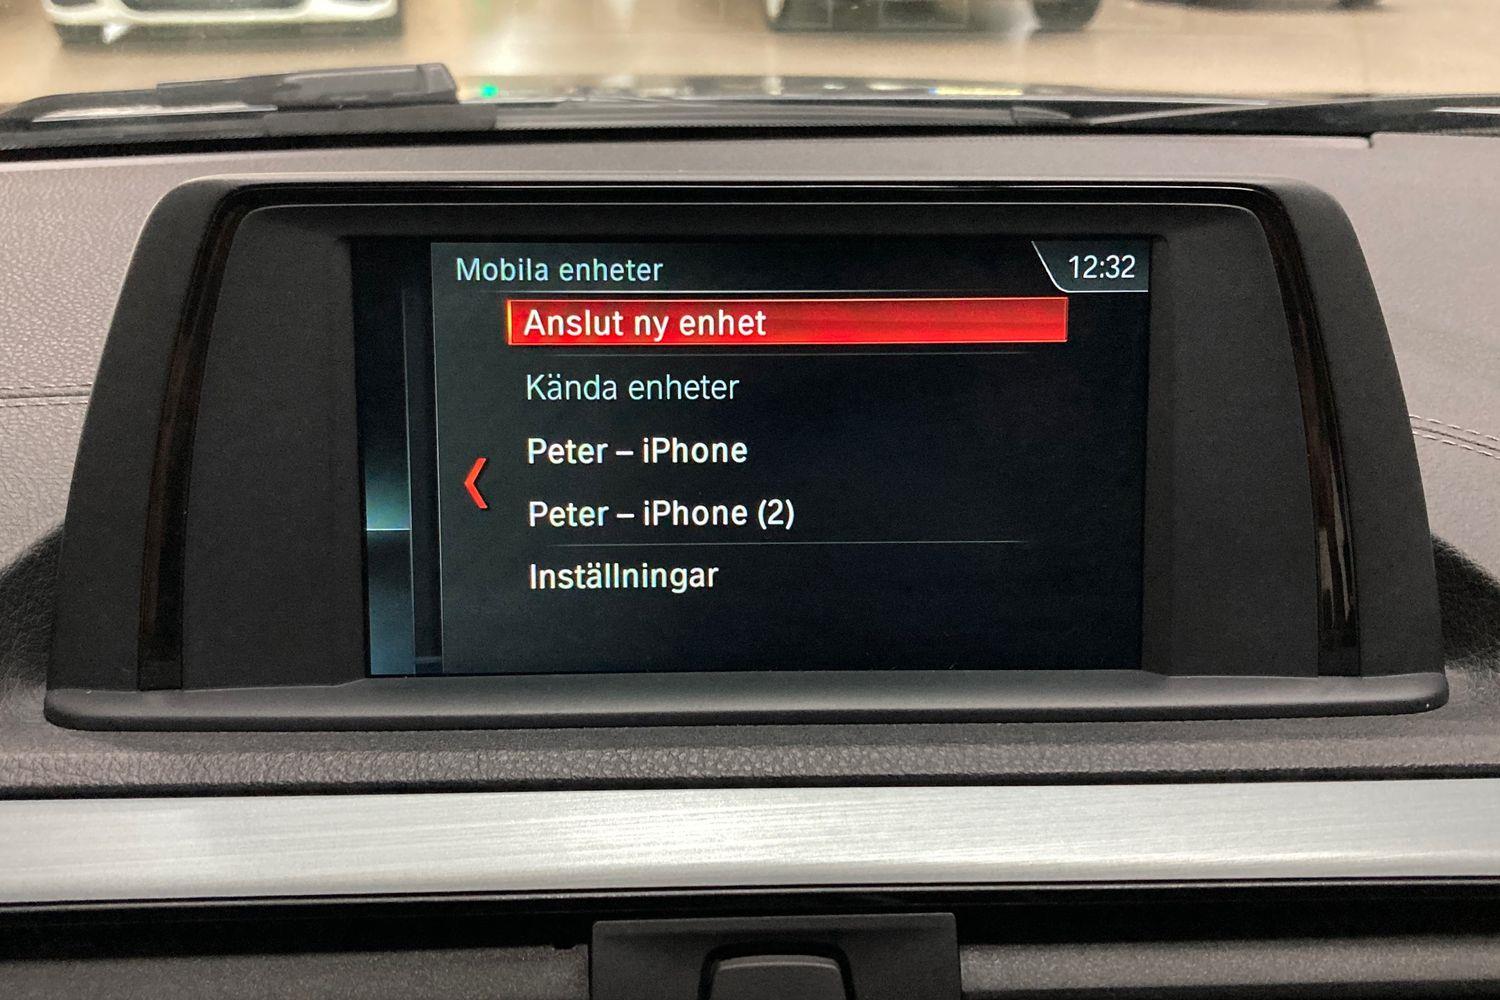 Mobila enheter
12:32
Anslut ny enhet
Kända enheter
Peter – iPhone
Peter – iPhone (2)
Inställningar